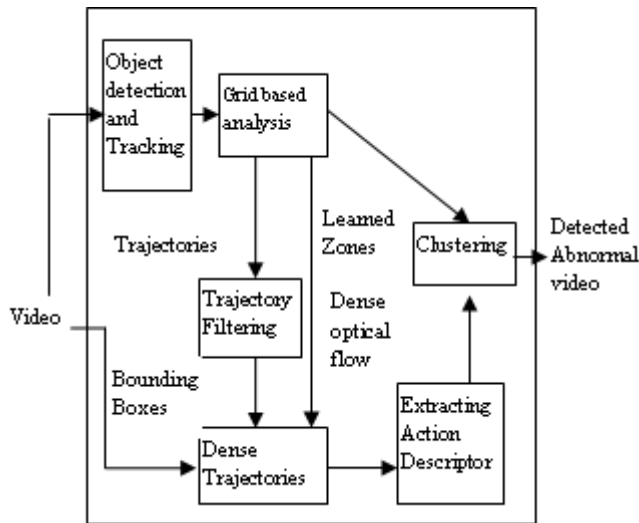 Object
detection
and
Tracking
Grid based
analysis
Trajectories
Learned
Zones
Clustering
Detected
Abnormal
video
Video
Trajectory
Filtering
Dense
optical
flow
Bounding
Boxes
Dense
Trajectories
Extracting
Action
Descriptor